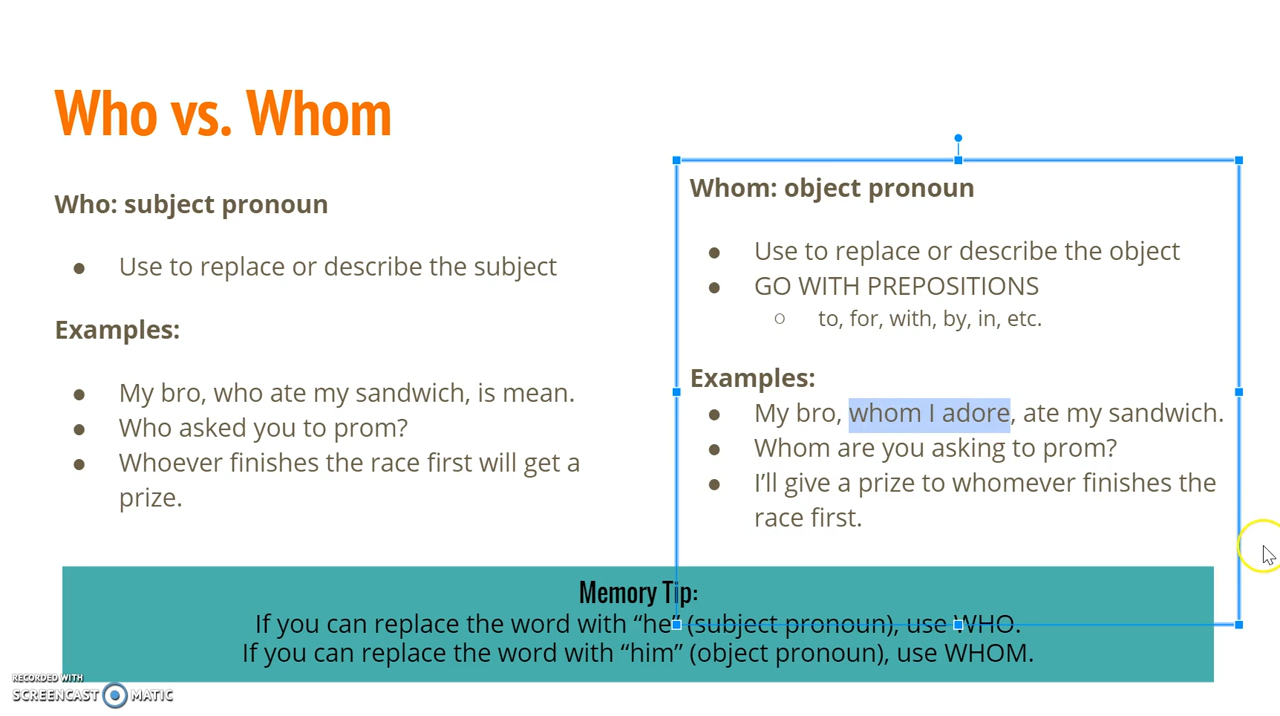 Who vs. Whom
Who: subject pronoun
● Use to replace or describe the subject
Examples:
● My bro, who ate my sandwich, is mean.
● Who asked you to prom?
● Whoever finishes the race first will get a
prize.
Whom: object pronoun
● Use to replace or describe the object
● GO WITH PREPOSITIONS
○ to, for, with, by, in, etc.
Examples:
● My bro, whom I adore, ate my sandwich.
● Whom are you asking to prom?
● I’ll give a prize to whomever finishes the
race first.
Memory Tip:
If you can replace the word with “he” (subject pronoun), use WHO.
If you can replace the word with “him” (object pronoun), use WHOM.
RECORDED WITH
SCREENCAST MATIC